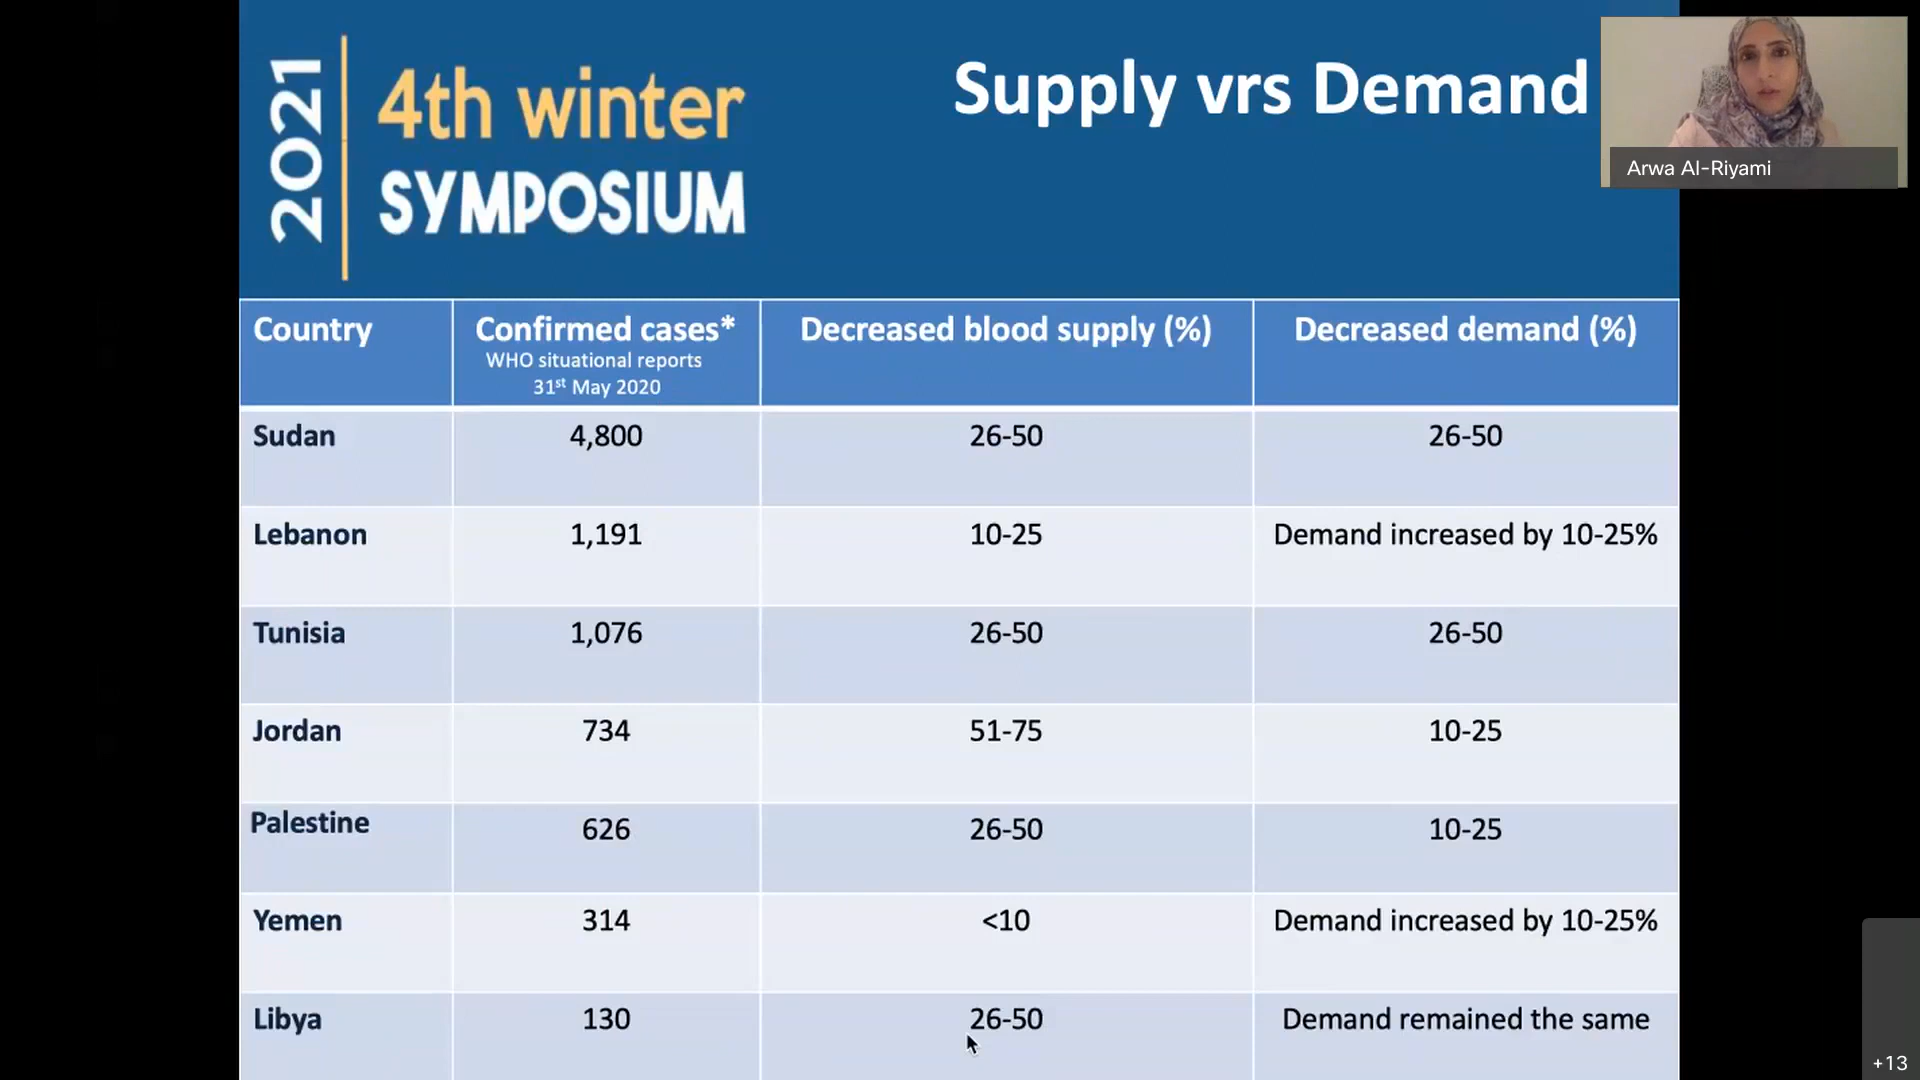 2021
4th winter
SYMPOSIUM
Supply vrs Demand
Arwa Al-Riyami
Country Confirmed cases* Decreased blood supply (%) Decreased demand (%)
WHO situational reports
31st May 2020
Sudan 4,800 26-50 26-50
Lebanon 1,191 10-25 Demand increased by 10-25%
Tunisia 1,076 26-50 26-50
Jordan 734 51-75 10-25
Palestine 626 26-50 10-25
Yemen 314 <10 Demand increased by 10-25%
Libya 130 26-50 Demand remained the same
+13